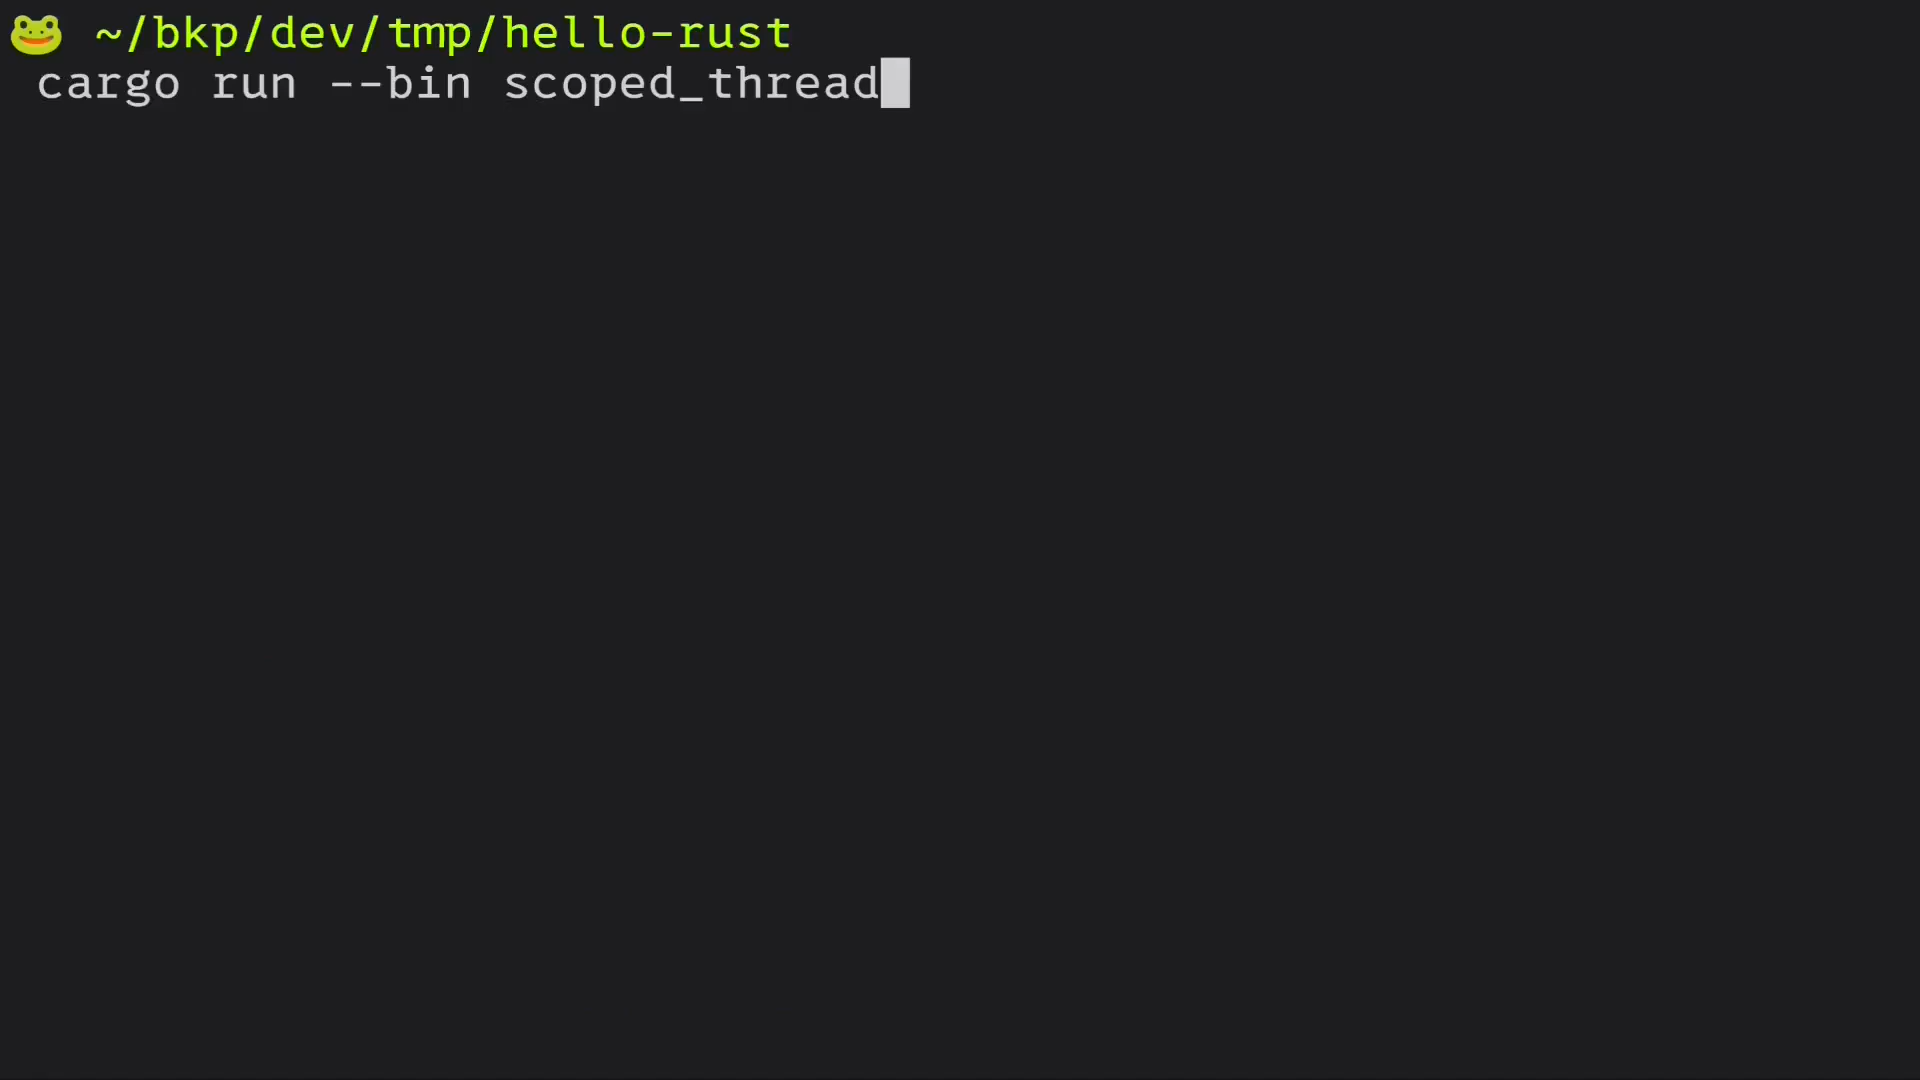 ~/bkp/dev/tmp/hello-rust
cargo run --bin scoped_thread